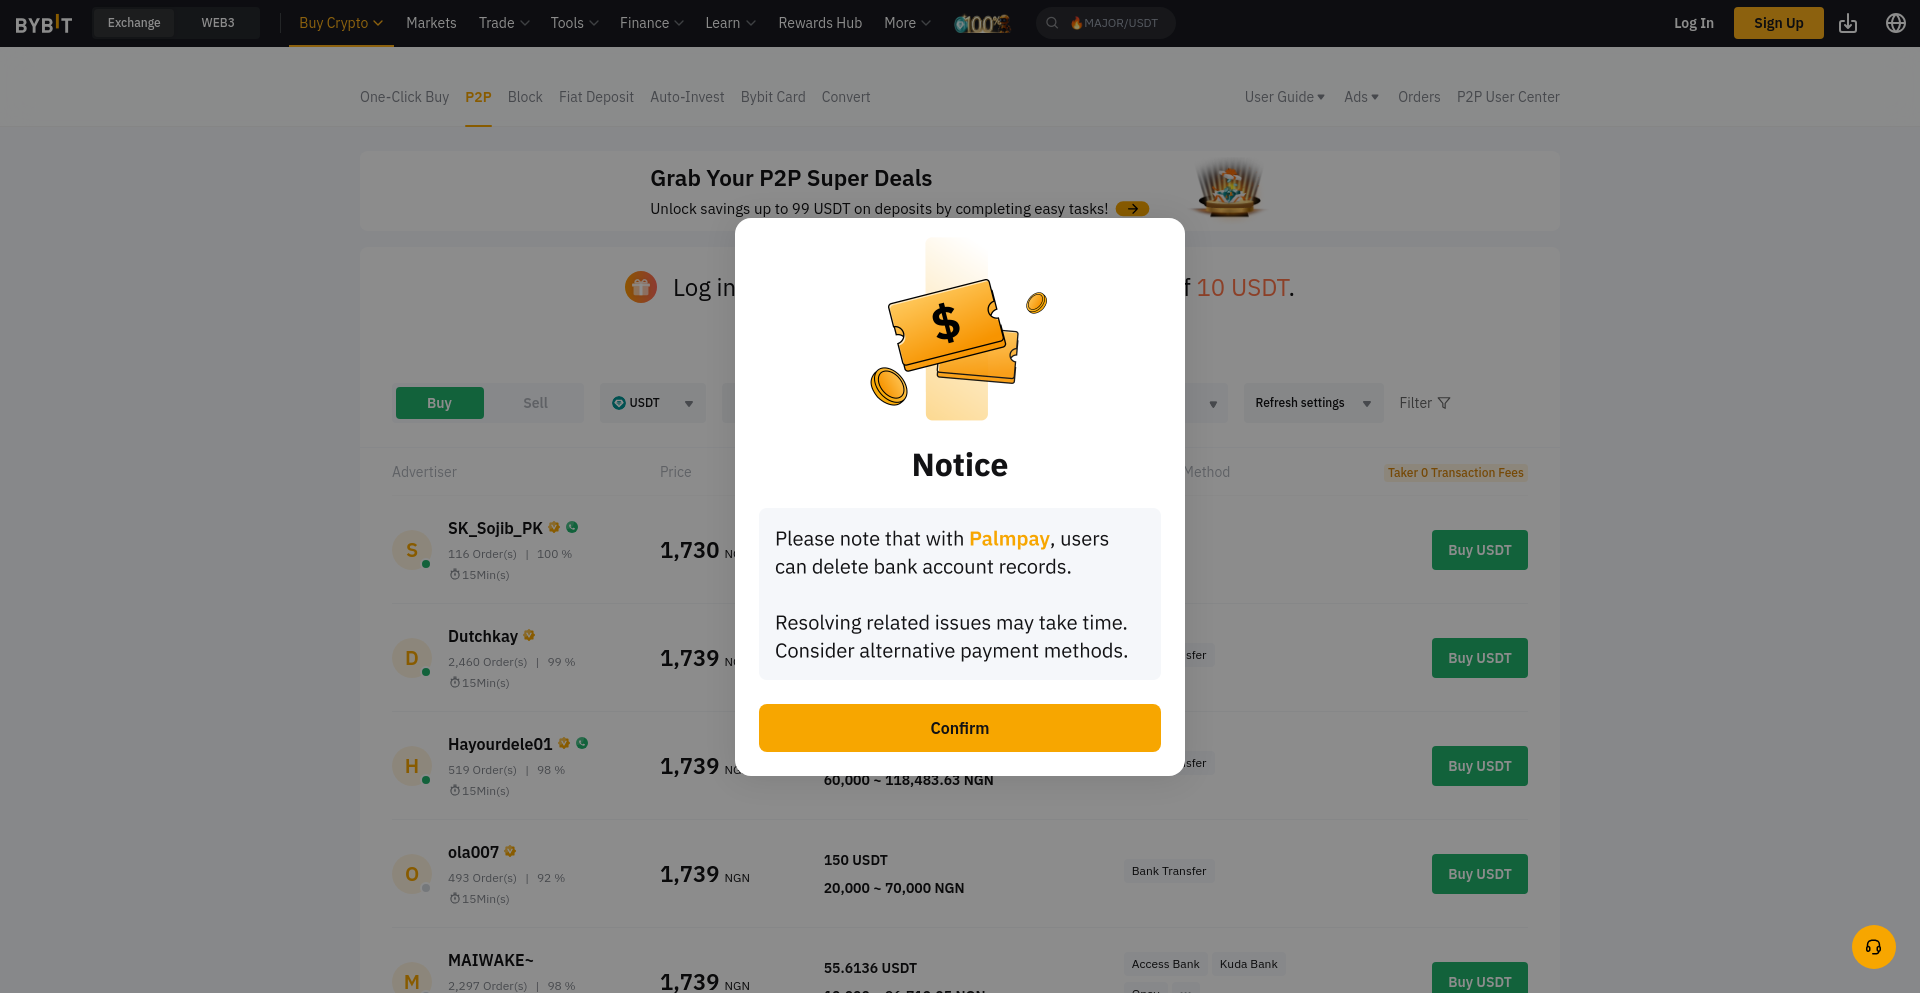 BYBIT Exchange WEB3 Buy Crypto Markets Trade Tools Finance Learn Rewards Hub More 100% MAJOR/USDT Log In Sign Up
One-Click Buy P2P Block Fiat Deposit Auto-Invest Bybit Card Convert User Guide Ads Orders P2P User Center
Grab Your P2P Super Deals
Unlock savings up to 99 USDT on deposits by completing easy tasks!
Log in
10 USDT.
Buy Sell USDT Refresh settings Filter
Advertiser Price Method Taker 0 Transaction Fees
S SK_Sojib_PK
116 Order(s) | 100 %
15Min(s)
1,730
Buy USDT
D Dutchkay
2,460 Order(s) | 99 %
15Min(s)
1,739
Buy USDT
H Hayourdele01
519 Order(s) | 98 %
15Min(s)
1,739
60,000 ~ 118,483.63 NGN
Buy USDT
O ola007
493 Order(s) | 92 %
15Min(s)
1,739 NGN
150 USDT
20,000 ~ 70,000 NGN
Bank Transfer
Buy USDT
M MAIWAKE~
2,297 Order(s) | 98 %
1,739 NGN
55.6136 USDT
Access Bank Kuda Bank
Buy USDT
$
Notice
Please note that with Palmpay, users
can delete bank account records.
Resolving related issues may take time.
Consider alternative payment methods.
Confirm